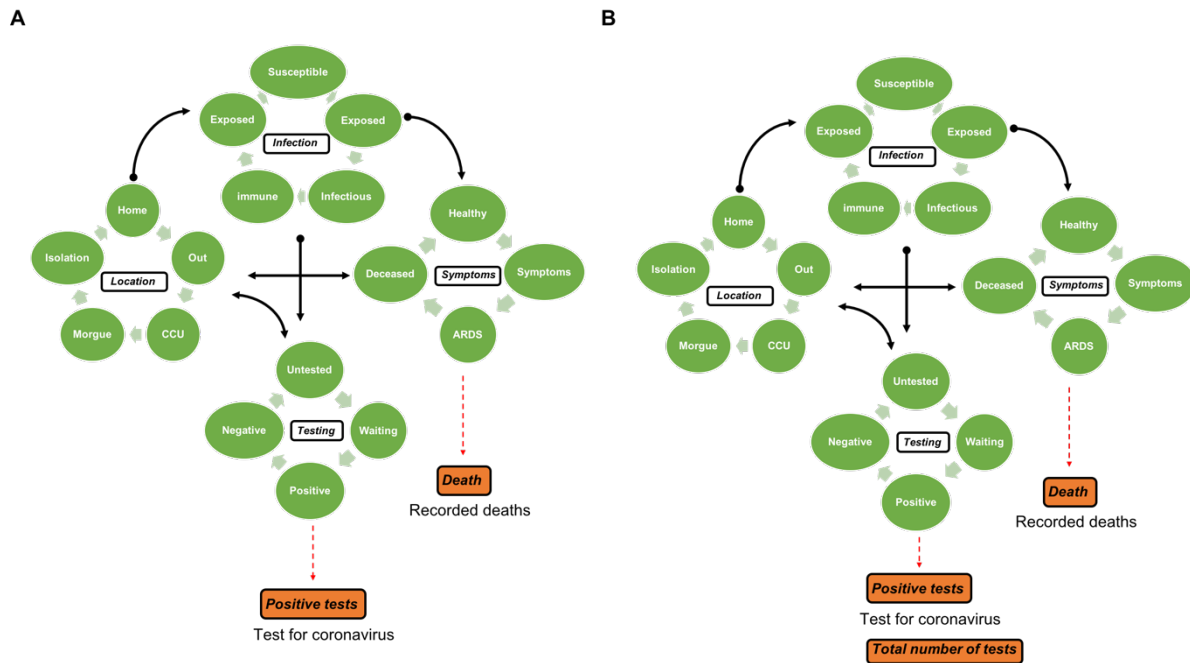 A
Susceptible
Exposed
Exposed
Infection
immune
Infectious
Home
Healthy
Isolation
Out
Location
Deceased
Symptoms
Symptoms
Morgue
CCU
ARDS
Untested
Negative
Testing
Waiting
Positive
Death
Recorded deaths
Positive tests
Test for coronavirus
B
Susceptible
Exposed
Exposed
Infection
immune
Infectious
Home
Healthy
Isolation
Out
Location
Deceased
Symptoms
Symptoms
Morgue
CCU
ARDS
Untested
Negative
Testing
Waiting
Positive
Death
Recorded deaths
Positive tests
Test for coronavirus
Total number of tests